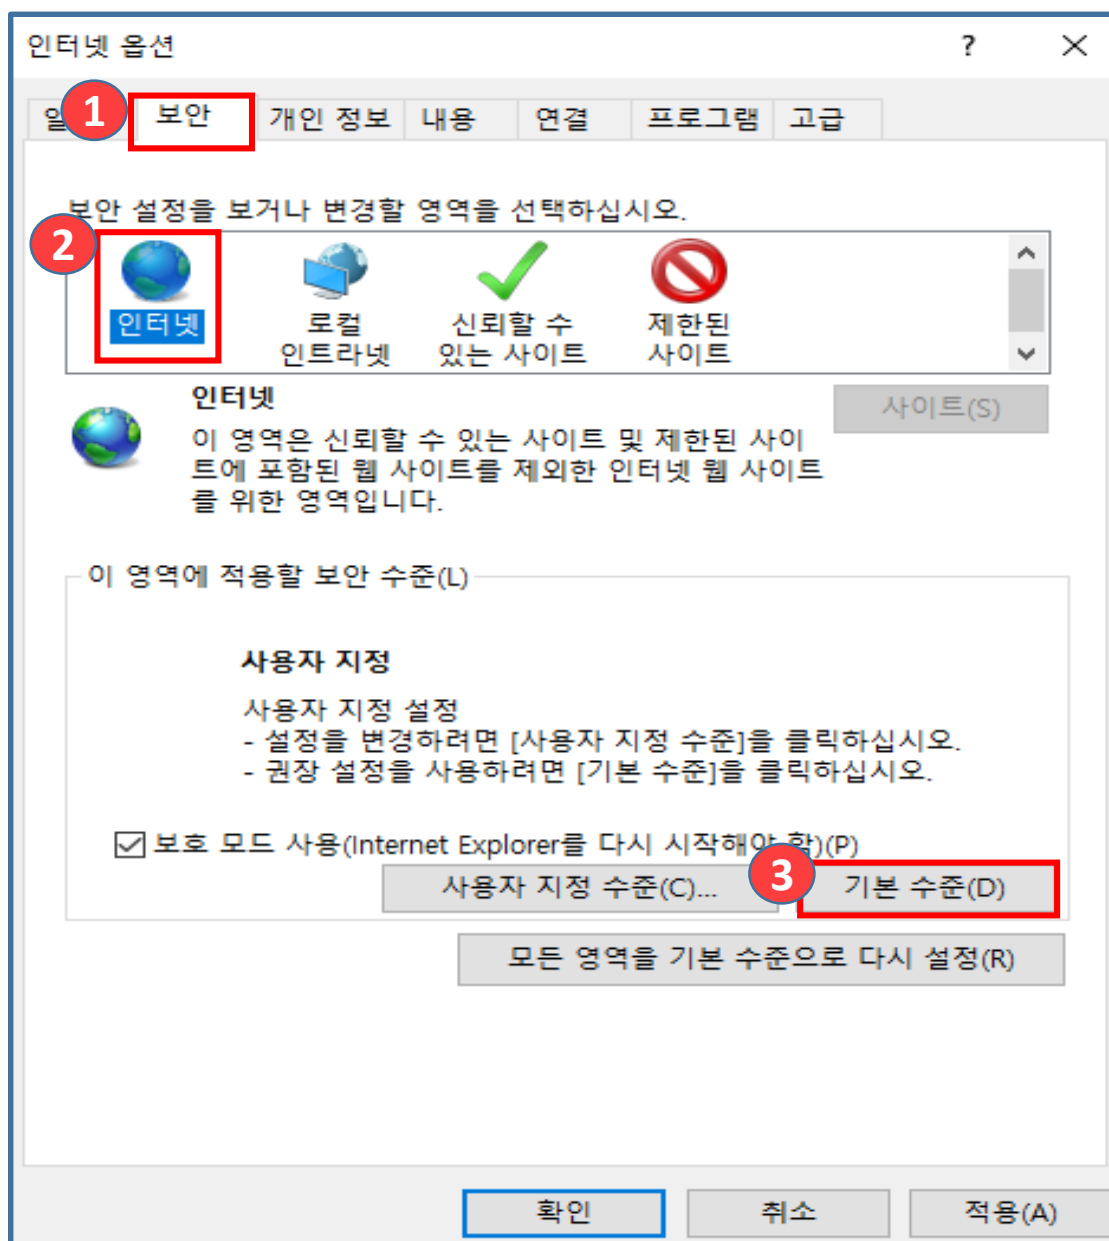 인터넷 옵션 ?
1 보안 개인 정보 내용 연결 프로그램 고급
보안 설정을 보거나 변경할 영역을 선택하십시오.
2
인터넷
로컬
인트라넷
신뢰할 수
있는 사이트
제한된
사이트
인터넷
사이트(S)
이 영역은 신뢰할 수 있는 사이트 및 제한된 사이
트에 포함된 웹 사이트를 제외한 인터넷 웹 사이트
를 위한 영역입니다.
이 영역에 적용할 보안 수준(L)
사용자 지정
사용자 지정 설정
- 설정을 변경하려면 [사용자 지정 수준]을 클릭하십시오.
- 권장 설정을 사용하려면 [기본 수준]을 클릭하십시오.
보호 모드 사용(Internet Explorer를 다시 시작해야 함)(P)
사용자 지정 수준(C)... 3 기본 수준(D)
모든 영역을 기본 수준으로 다시 설정(R)
확인 취소 적용(A)